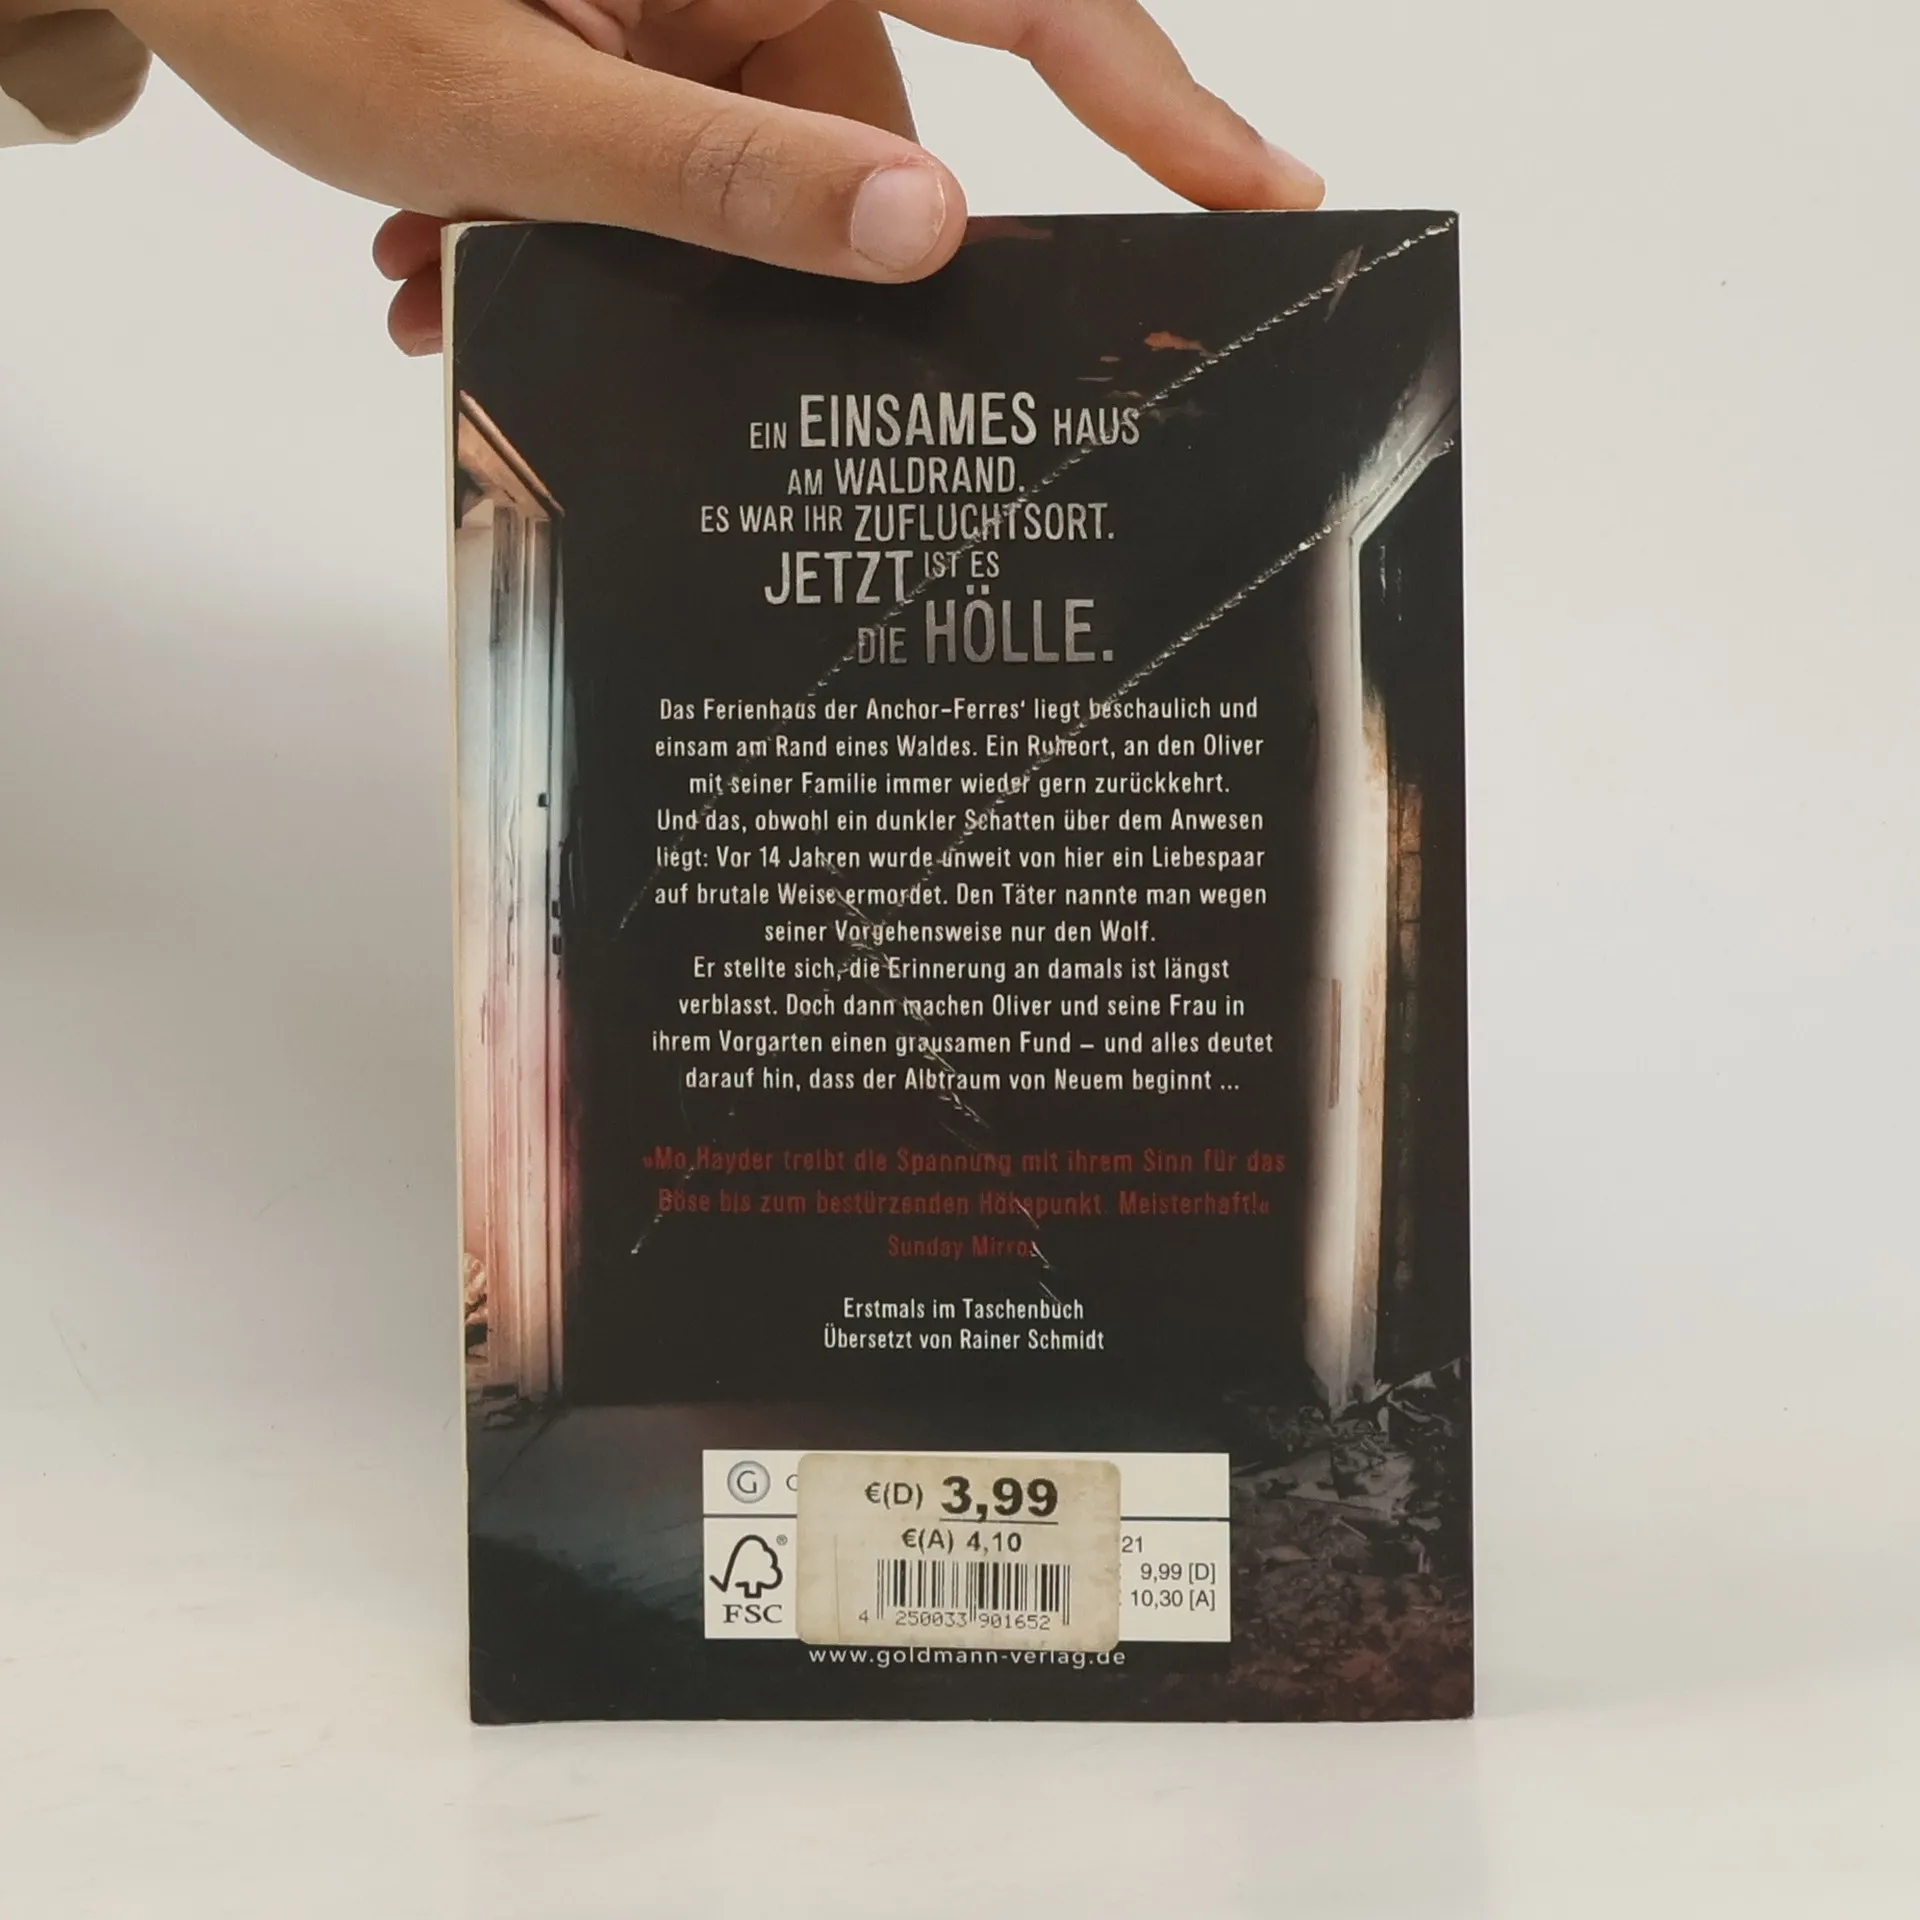 EIN EINSAMES HAUS
AM WALDRAND.
ES WAR IHR ZUFLUCHTSORT.
JETZT IST ES
DIE HÖLLE.
Das Ferienhaus der Anchor-Ferres‘ liegt beschaulich und
einsam am Rand eines Waldes. Ein Ruheort, an den Oliver
mit seiner Familie immer wieder gern zurückkehrt.
Und das, obwohl ein dunkler Schatten über dem Anwesen
liegt: Vor 14 Jahren wurde unweit von hier ein Liebespaar
auf brutale Weise ermordet. Den Täter nannte man wegen
seiner Vorgehensweise nur den Wolf.
Er stellte sich, die Erinnerung an damals ist längst
verblasst. Doch dann machen Oliver und seine Frau in
ihrem Vorgarten einen grausamen Fund – und alles deutet
darauf hin, dass der Albtraum von Neuem beginnt ...
»Mo Hayder treibt die Spannung mit ihrem Sinn für das
Böse bis zum bestürzenden Höhepunkt. Meisterhaft!«
Sunday Mirror
Erstmals im Taschenbuch
Übersetzt von Rainer Schmidt
G
€(D) 3,99
€(A) 4,10
4 250033 901652
21
9,99 [D]
10,30 [A]
FSC
www.goldmann-verlag.de